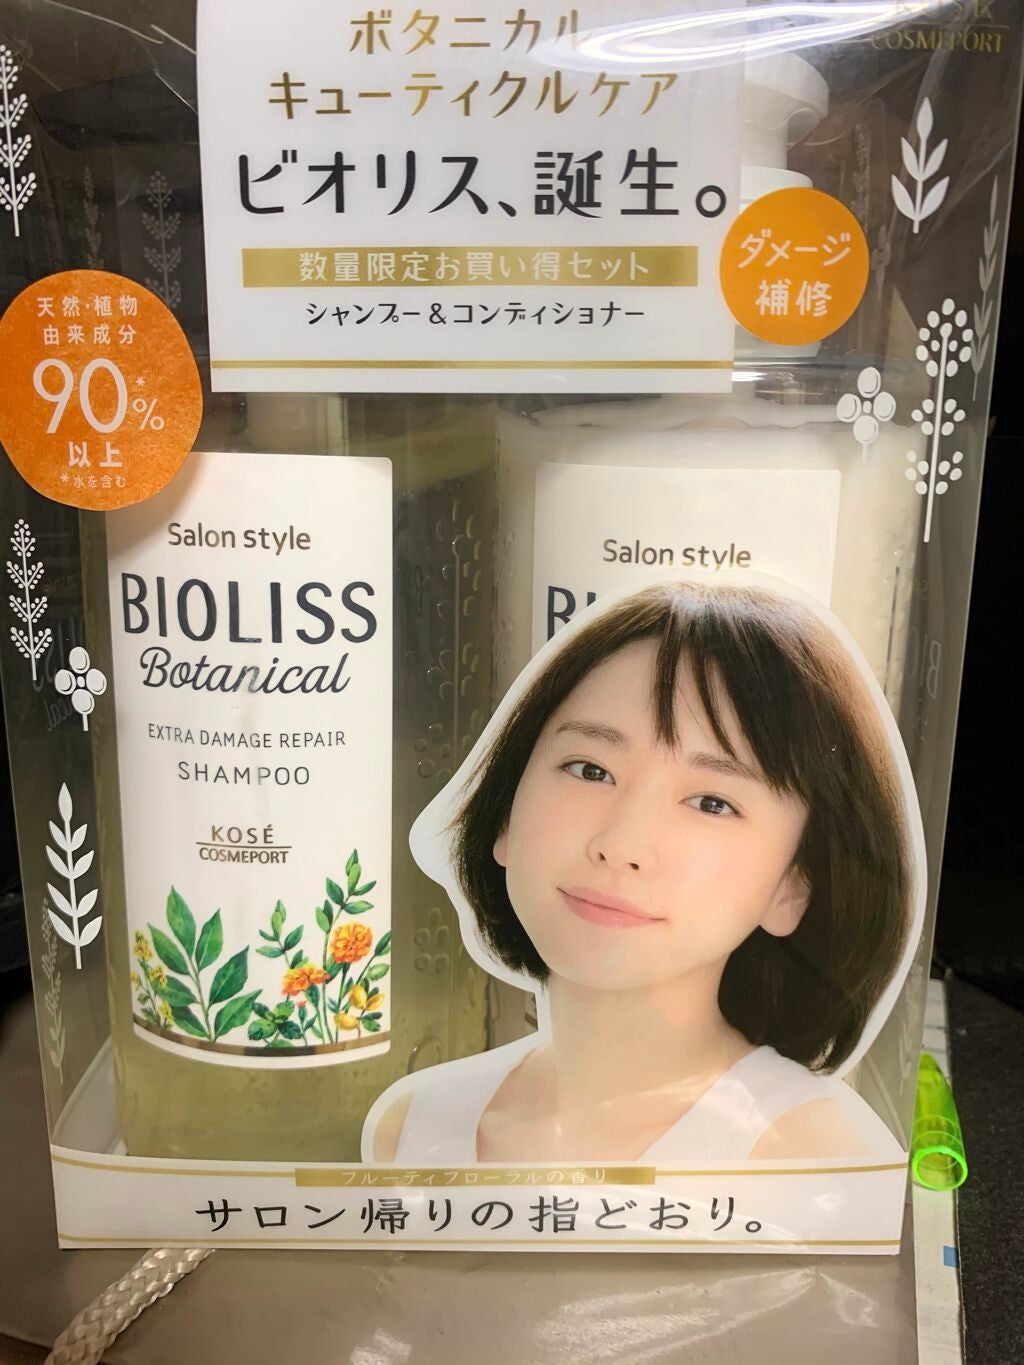 ボタニカル
キューティクルケア
ビオリス、誕生。
数量限定お買い得セット
シャンプー&コンディショナー
COSMEPORT
ダメージ
補修
天然・植物
由来成分
90*%
以上
*水を含む
Salon style
BIOLISS
Botanical
EXTRA DAMAGE REPAIR
SHAMPOO
KOSÉ
COSMEPORT
Salon style
フルーティフローラルの香り
サロン帰りの指どおり。